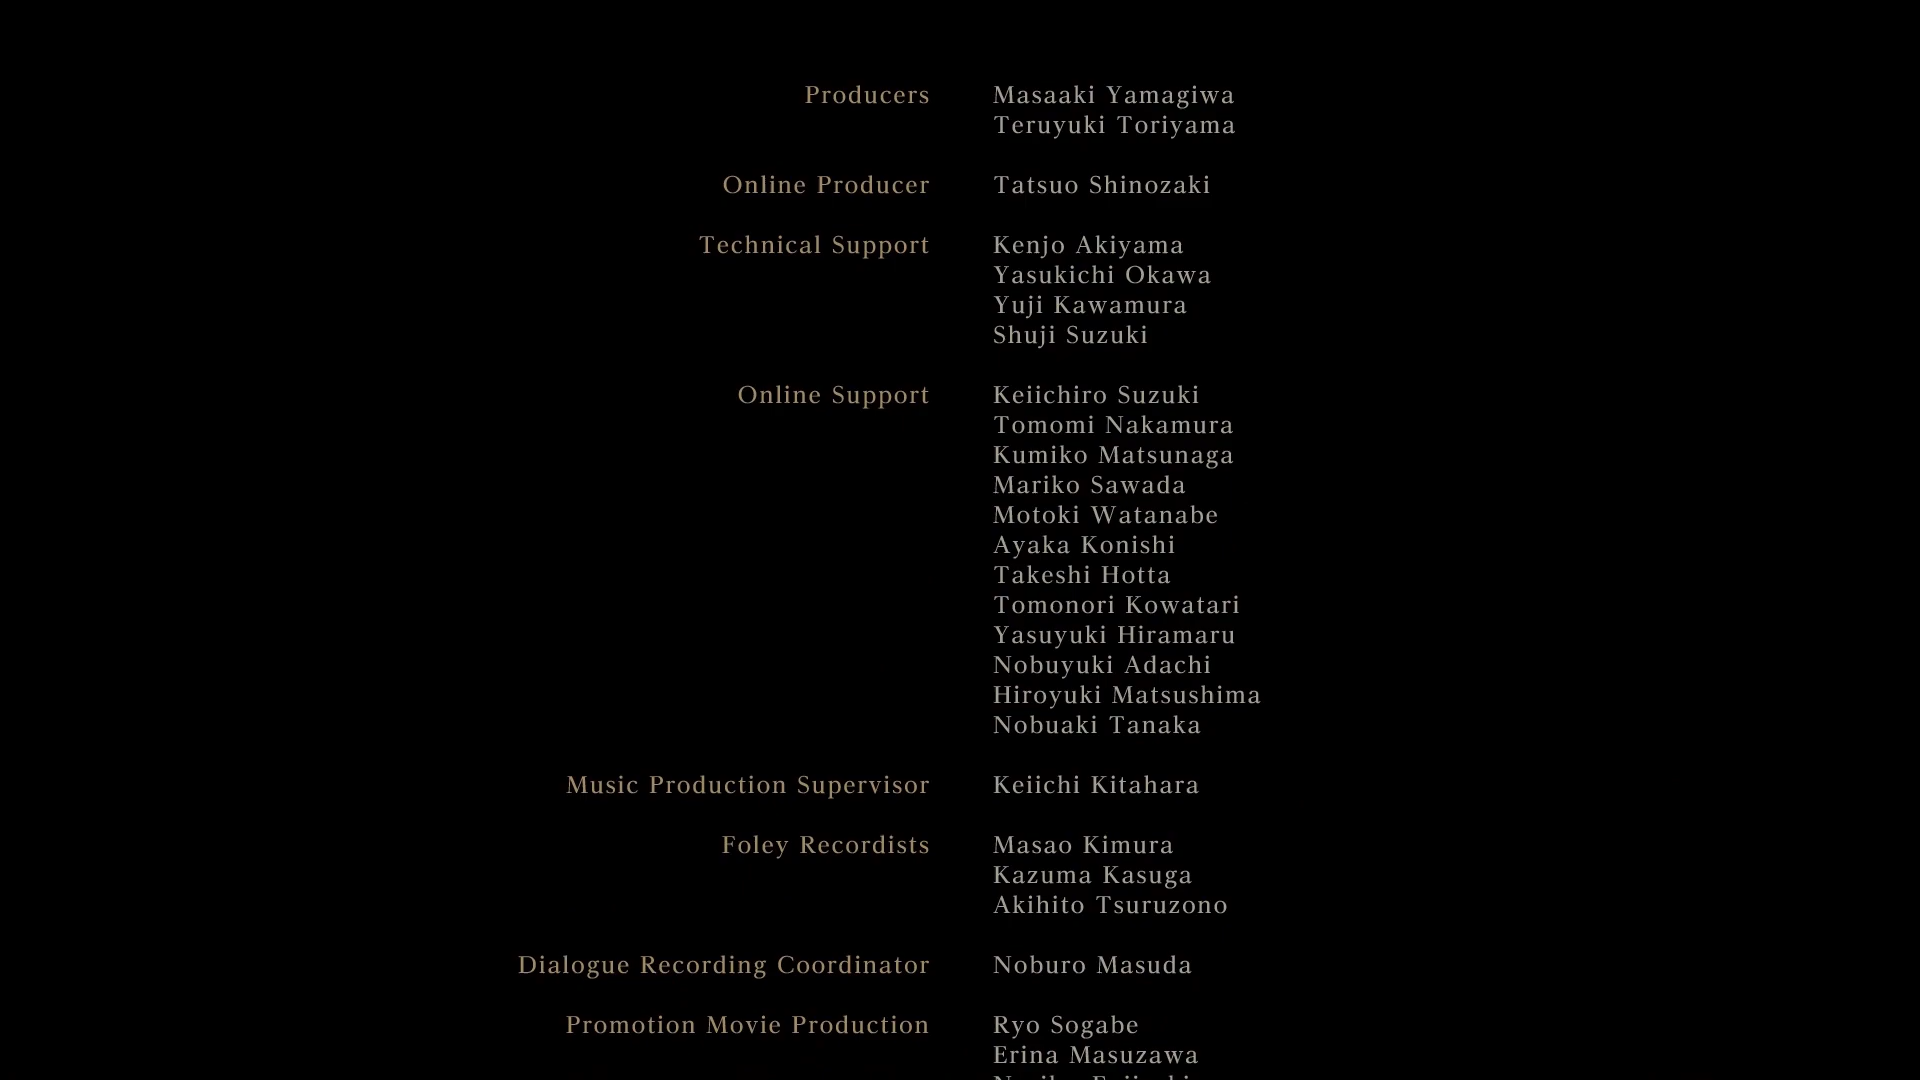 Producers Masaaki Yamagiwa
Teruyuki Toriyama
Online Producer Tatsuo Shinozaki
Technical Support Kenjo Akiyama
Yasukichi Okawa
Yuji Kawamura
Shuji Suzuki
Online Support Keiichiro Suzuki
Tomomi Nakamura
Kumiko Matsunaga
Mariko Sawada
Motoki Watanabe
Ayaka Konishi
Takeshi Hotta
Tomonori Kowatari
Yasuyuki Hiramaru
Nobuyuki Adachi
Hiroyuki Matsushima
Nobuaki Tanaka
Music Production Supervisor Keiichi Kitahara
Foley Recordists Masao Kimura
Kazuma Kasuga
Akihito Tsuruzono
Dialogue Recording Coordinator Noburo Masuda
Promotion Movie Production Ryo Sogabe
Erina Masuzawa